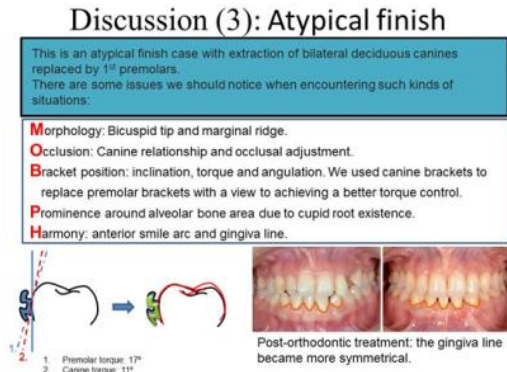 Discussion (3): Atypical finish
This is an atypical finish case with extraction of bilateral deciduous canines
replaced by 1st premolars.
There are some issues we should notice when encountering such kinds of
situations:
Morphology: Bicuspid tip and marginal ridge.
Occlusion: Canine relationship and occlusal adjustment.
Bracket position: inclination, torque and angulation. We used canine brackets to
replace premolar brackets with a view to achieving a better torque control.
Prominence around alveolar bone area due to cupid root existence.
Harmony: anterior smile arc and gingiva line.
1.
2.
1. Premolar torque: 17º
2. Canine torque: 11º
Post-orthodontic treatment: the gingiva line
became more symmetrical.